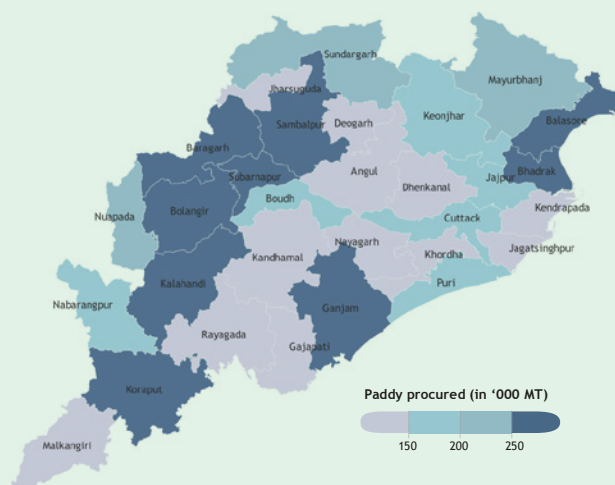 Sundargarh
Mayurbhanj
Jharsuguda
Keonjhar
Balasore
Sambalpur
Deogarh
Baragarh
Angul
Jajpur
Bhadrak
Subarnapur
Dhenkanal
Boudh
Kendrapada
Bolangir
Nuapada
Cuttack
Nayagarh
Jagatsinghpur
Khordha
Kandhamal
Kalahandi
Puri
Nabarangpur
Ganjam
Rayagada
Gajapati
Koraput
Malkangiri
Paddy procured (in ‘000 MT)
150 200 250